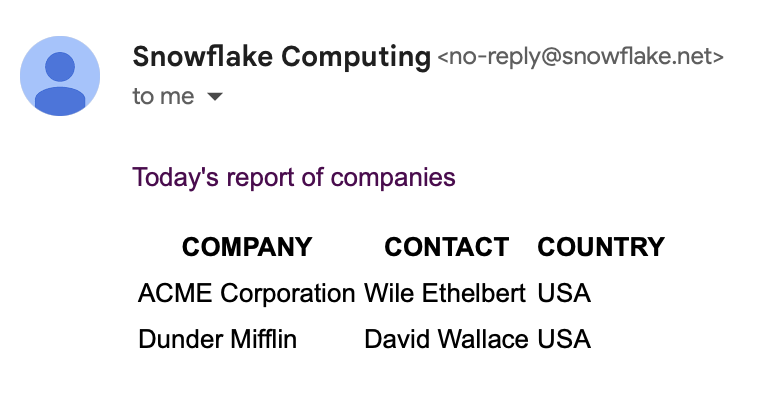 Snowflake Computing <no-reply@snowflake.net>
to me
Today's report of companies
COMPANY CONTACT COUNTRY
ACME Corporation Wile Ethelbert USA
Dunder Mifflin David Wallace USA